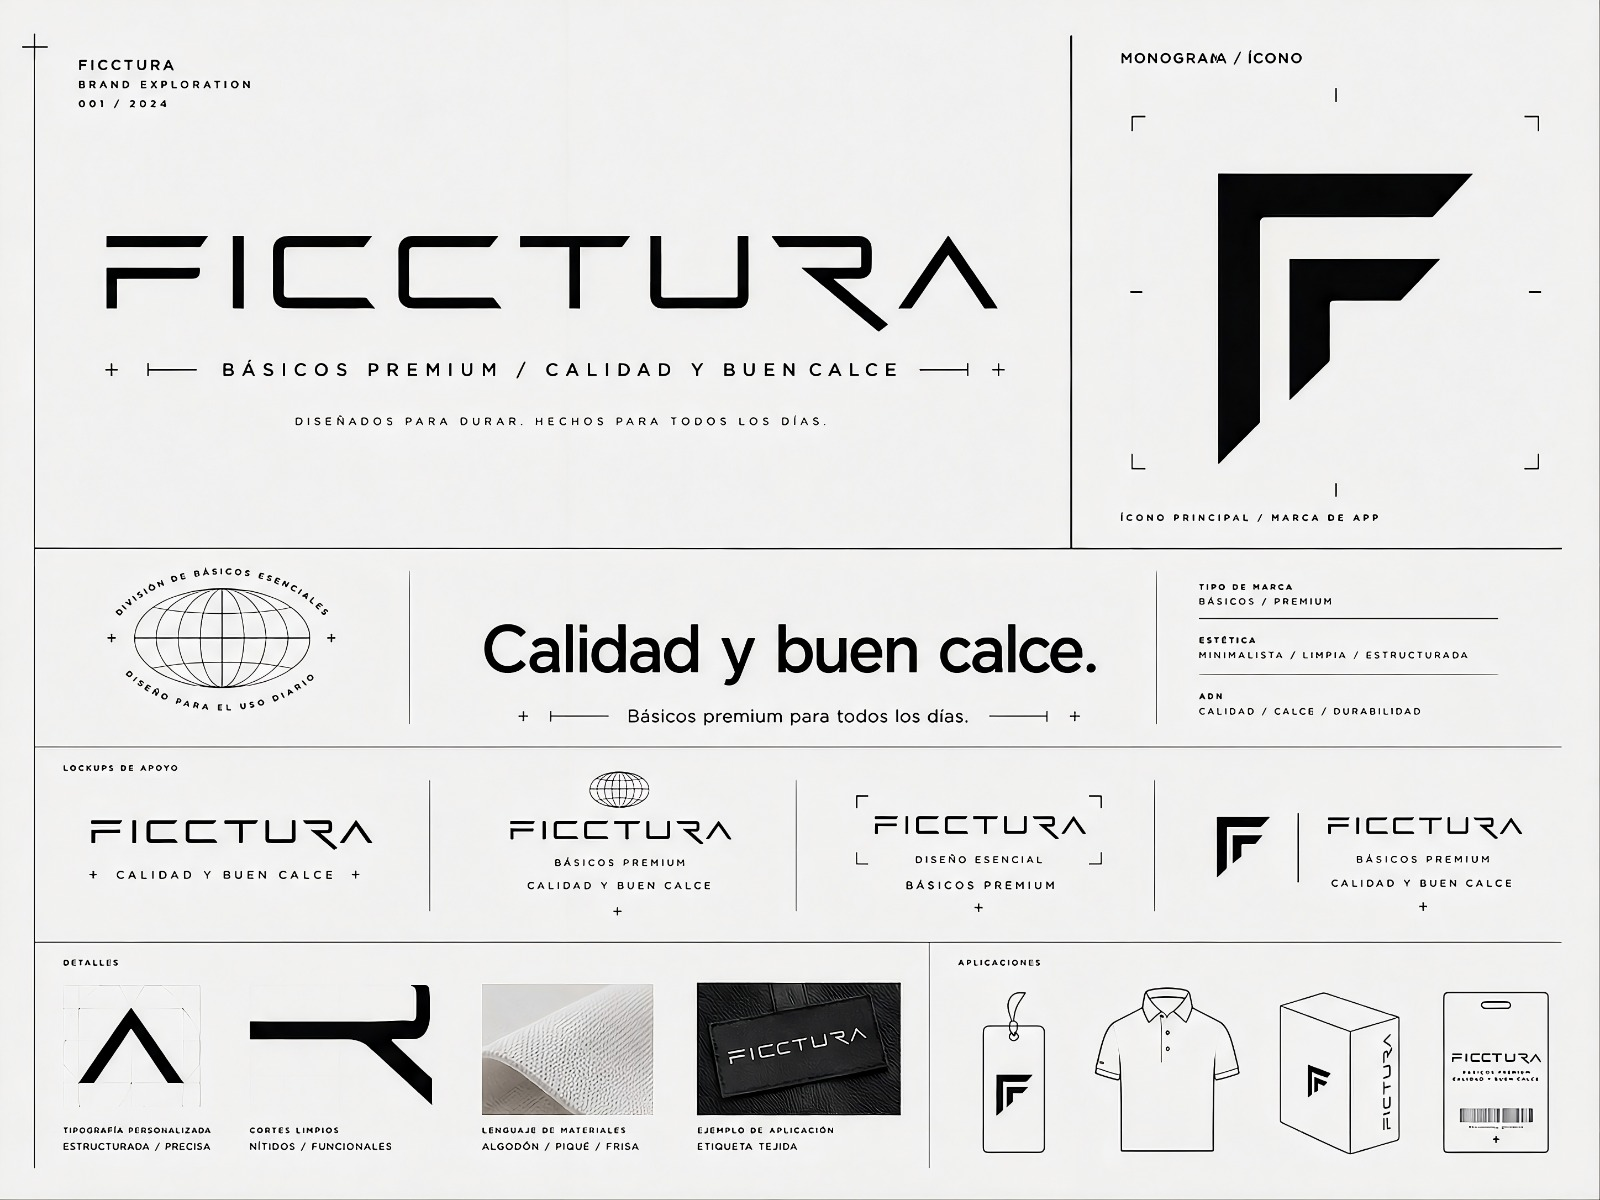 FICCTURA
BRAND EXPLORATION
001 / 2024
FICCTURA
BÁSICOS PREMIUM / CALIDAD Y BUEN CALCE
DISEÑADOS PARA DURAR. HECHOS PARA TODOS LOS DÍAS.
MONOGRAMA / ÍCONO
F
ÍCONO PRINCIPAL / MARCA DE APP
DIVISIÓN DE BÁSICOS ESENCIALES
DISEÑO PARA EL USO DIARIO
Calidad y buen calce.
Básicos premium para todos los días.
TIPO DE MARCA
BÁSICOS / PREMIUM
ESTÉTICA
MINIMALISTA / LIMPIA / ESTRUCTURADA
ADN
CALIDAD / CALCE / DURABILIDAD
LOCKUPS DE APOYO
FICCTURA
CALIDAD Y BUEN CALCE
FICCTURA
BÁSICOS PREMIUM
CALIDAD Y BUEN CALCE
FICCTURA
DISEÑO ESENCIAL
BÁSICOS PREMIUM
F
FICCTURA
BÁSICOS PREMIUM
CALIDAD Y BUEN CALCE
DETALLES
TIPOGRAFÍA PERSONALIZADA
ESTRUCTURADA / PRECISA
CORTES LIMPIOS
NÍTIDOS / FUNCIONALES
LENGUAJE DE MATERIALES
ALGODÓN / PIQUÉ / FRISA
FICCTURA
EJEMPLO DE APLICACIÓN
ETIQUETA TEJIDA
APLICACIONES
F
F
FICCTURA
FICCTURA
BÁSICOS PREMIUM
CALIDAD Y BUEN CALCE